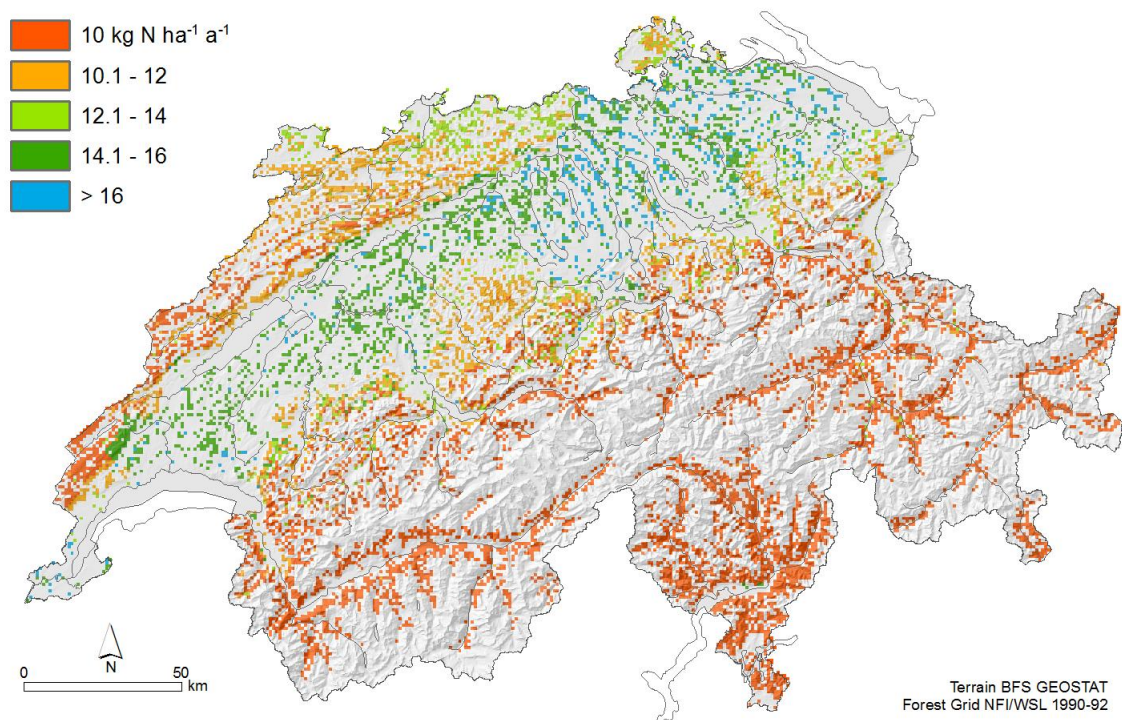 10 kg N ha⁻¹ a⁻¹
10.1 - 12
12.1 - 14
14.1 - 16
> 16
N
0 50
km
Terrain BFS GEOSTAT
Forest Grid NFI/WSL 1990-92